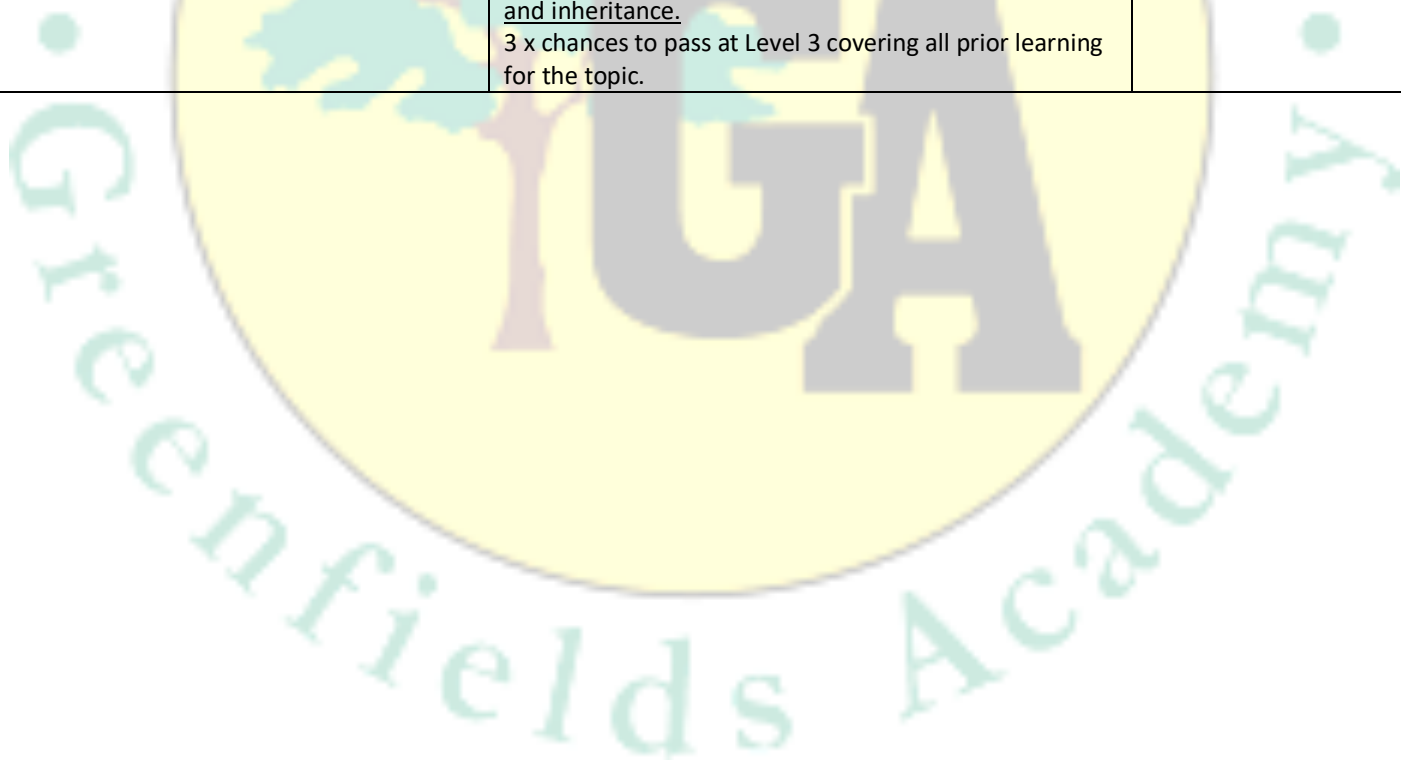 and inheritance.
3 x chances to pass at Level 3 covering all prior learning
for the topic.
GA
Greenfields Academy